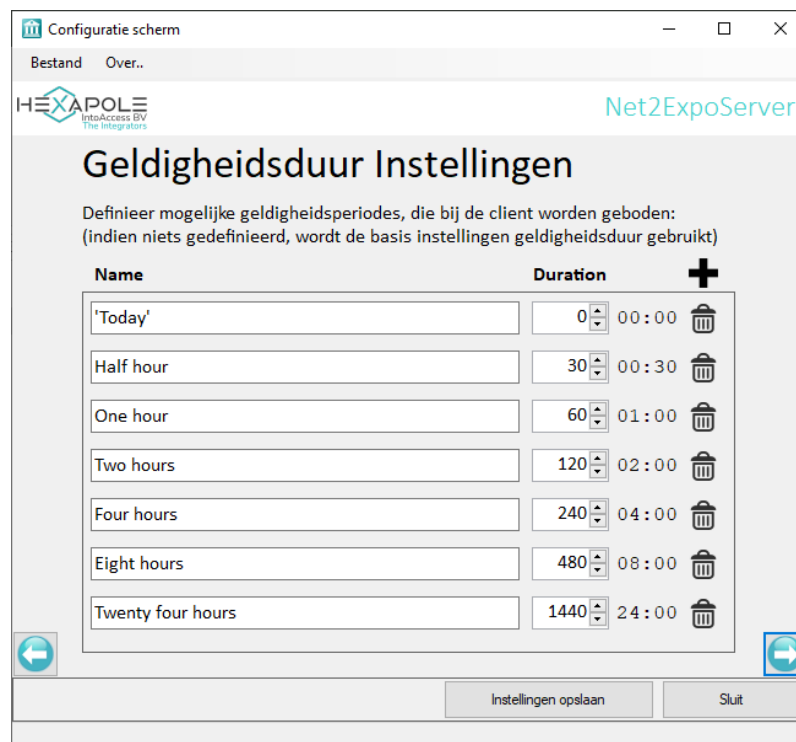 Configuratie scherm
Bestand Over..
HEXAPOLE
IntoAccess BV
The Integrators
Net2ExpoServer
Geldigheidsduur Instellingen
Definieer mogelijke geldigheidsperiodes, die bij de client worden geboden:
(indien niets gedefinieerd, wordt de basis instellingen geldigheidsduur gebruikt)
Name Duration
'Today' 0 00:00
Half hour 30 00:30
One hour 60 01:00
Two hours 120 02:00
Four hours 240 04:00
Eight hours 480 08:00
Twenty four hours 1440 24:00
Instellingen opslaan Sluit